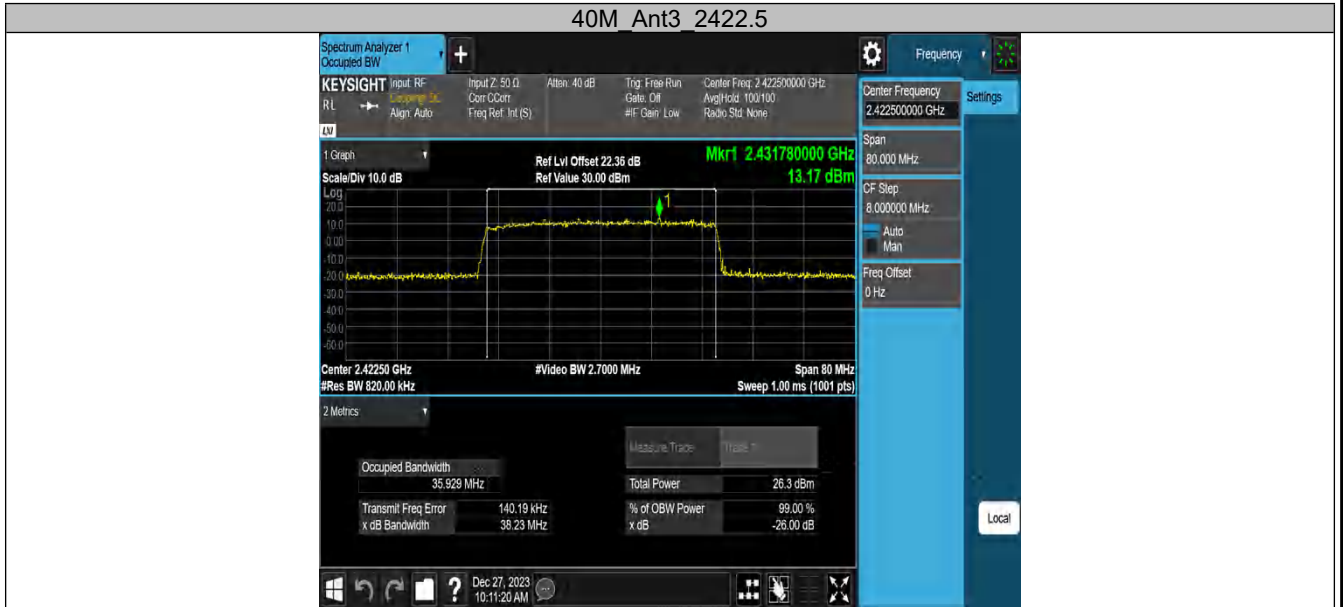 40M_Ant3_2422.5
Spectrum Analyzer 1
Occupied BW
+
Frequency
KEYSIGHT
RL
LXI
Input: RF
Align: Auto
Input Z: 50 Ω
Corr CCorr
Freq Ref: Int (S)
Atten: 40 dB
Trig: Free Run
Gate: Off
#IF Gain: Low
Center Freq: 2.422500000 GHz
Avg|Hold: 100/100
Radio Std: None
Center Frequency
2.422500000 GHz
Settings
Span
80.000 MHz
CF Step
8.000000 MHz
Auto
Man
Freq Offset
0 Hz
Local
1 Graph
Scale/Div 10.0 dB
Ref Lvl Offset 22.36 dB
Ref Value 30.00 dBm
Mkr1 2.431780000 GHz
13.17 dBm
Log
20.0
10.0
0.00
-10.0
-20.0
-30.0
-40.0
-50.0
-60.0
1
Center 2.42250 GHz
#Video BW 2.7000 MHz
Span 80 MHz
#Res BW 820.00 kHz
Sweep 1.00 ms (1001 pts)
2 Metrics
Measure Trace
Trace 1
Occupied Bandwidth
35.929 MHz
Total Power
26.3 dBm
Transmit Freq Error
140.19 kHz
% of OBW Power
99.00 %
x dB Bandwidth
38.23 MHz
x dB
-26.00 dB
?
Dec 27, 2023
10:11:20 AM